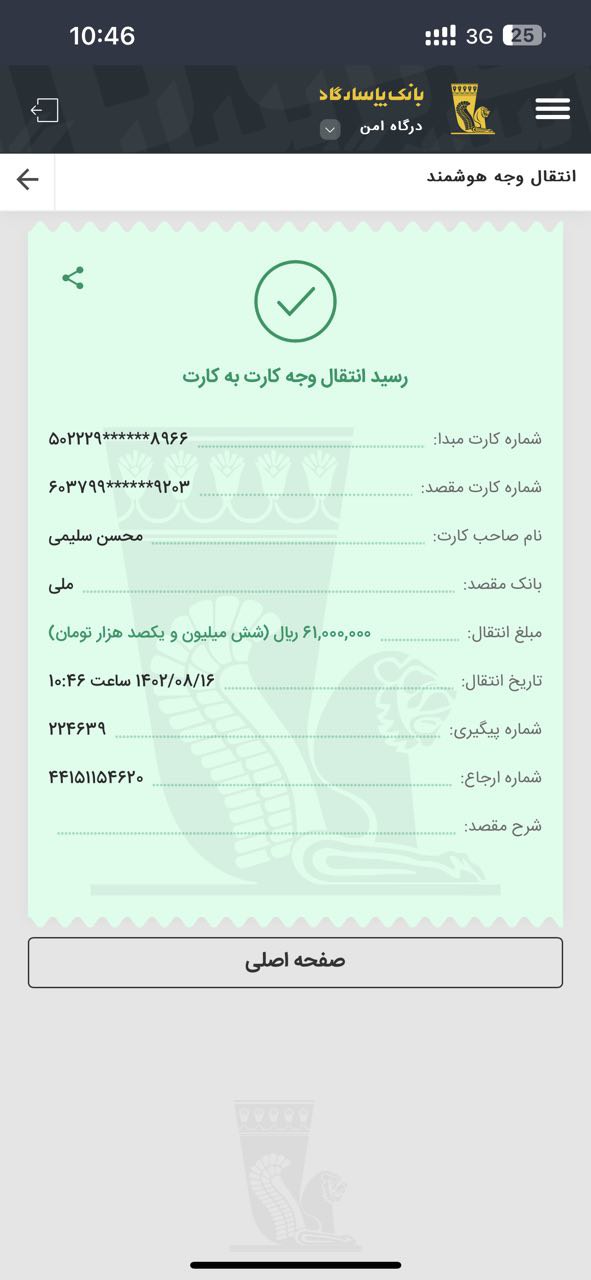 10:46 3G 25
بانک پاسارگاد
درگاه امن
انتقال وجه هوشمند
رسید انتقال وجه کارت به کارت
شماره کارت مبدا: ۵۰۲۲۲۹******۸۹۶۶
شماره کارت مقصد: ۶۰۳۷۹۹******۹۲۰۳
نام صاحب کارت: محسن سلیمی
بانک مقصد: ملی
مبلغ انتقال: ۶۱,۰۰۰,۰۰۰ ریال (شش میلیون و یکصد هزار تومان)
تاریخ انتقال: ۱۴۰۲/۰۸/۱۶ ساعت ۱۰:۴۶
شماره پیگیری: ۲۲۴۶۳۹
شماره ارجاع: ۴۴۱۵۱۱۵۴۶۲۰
شرح مقصد:
صفحه اصلی